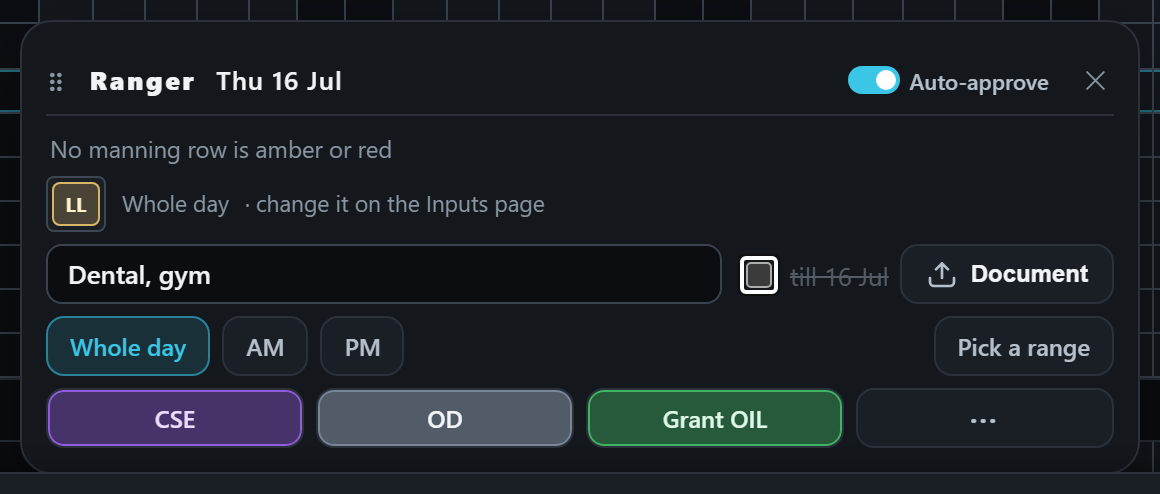 Ranger Thu 16 Jul Auto-approve
No manning row is amber or red
LL Whole day · change it on the Inputs page
Dental, gym till 16 Jul Document
Whole day AM PM Pick a range
CSE OD Grant OIL ...